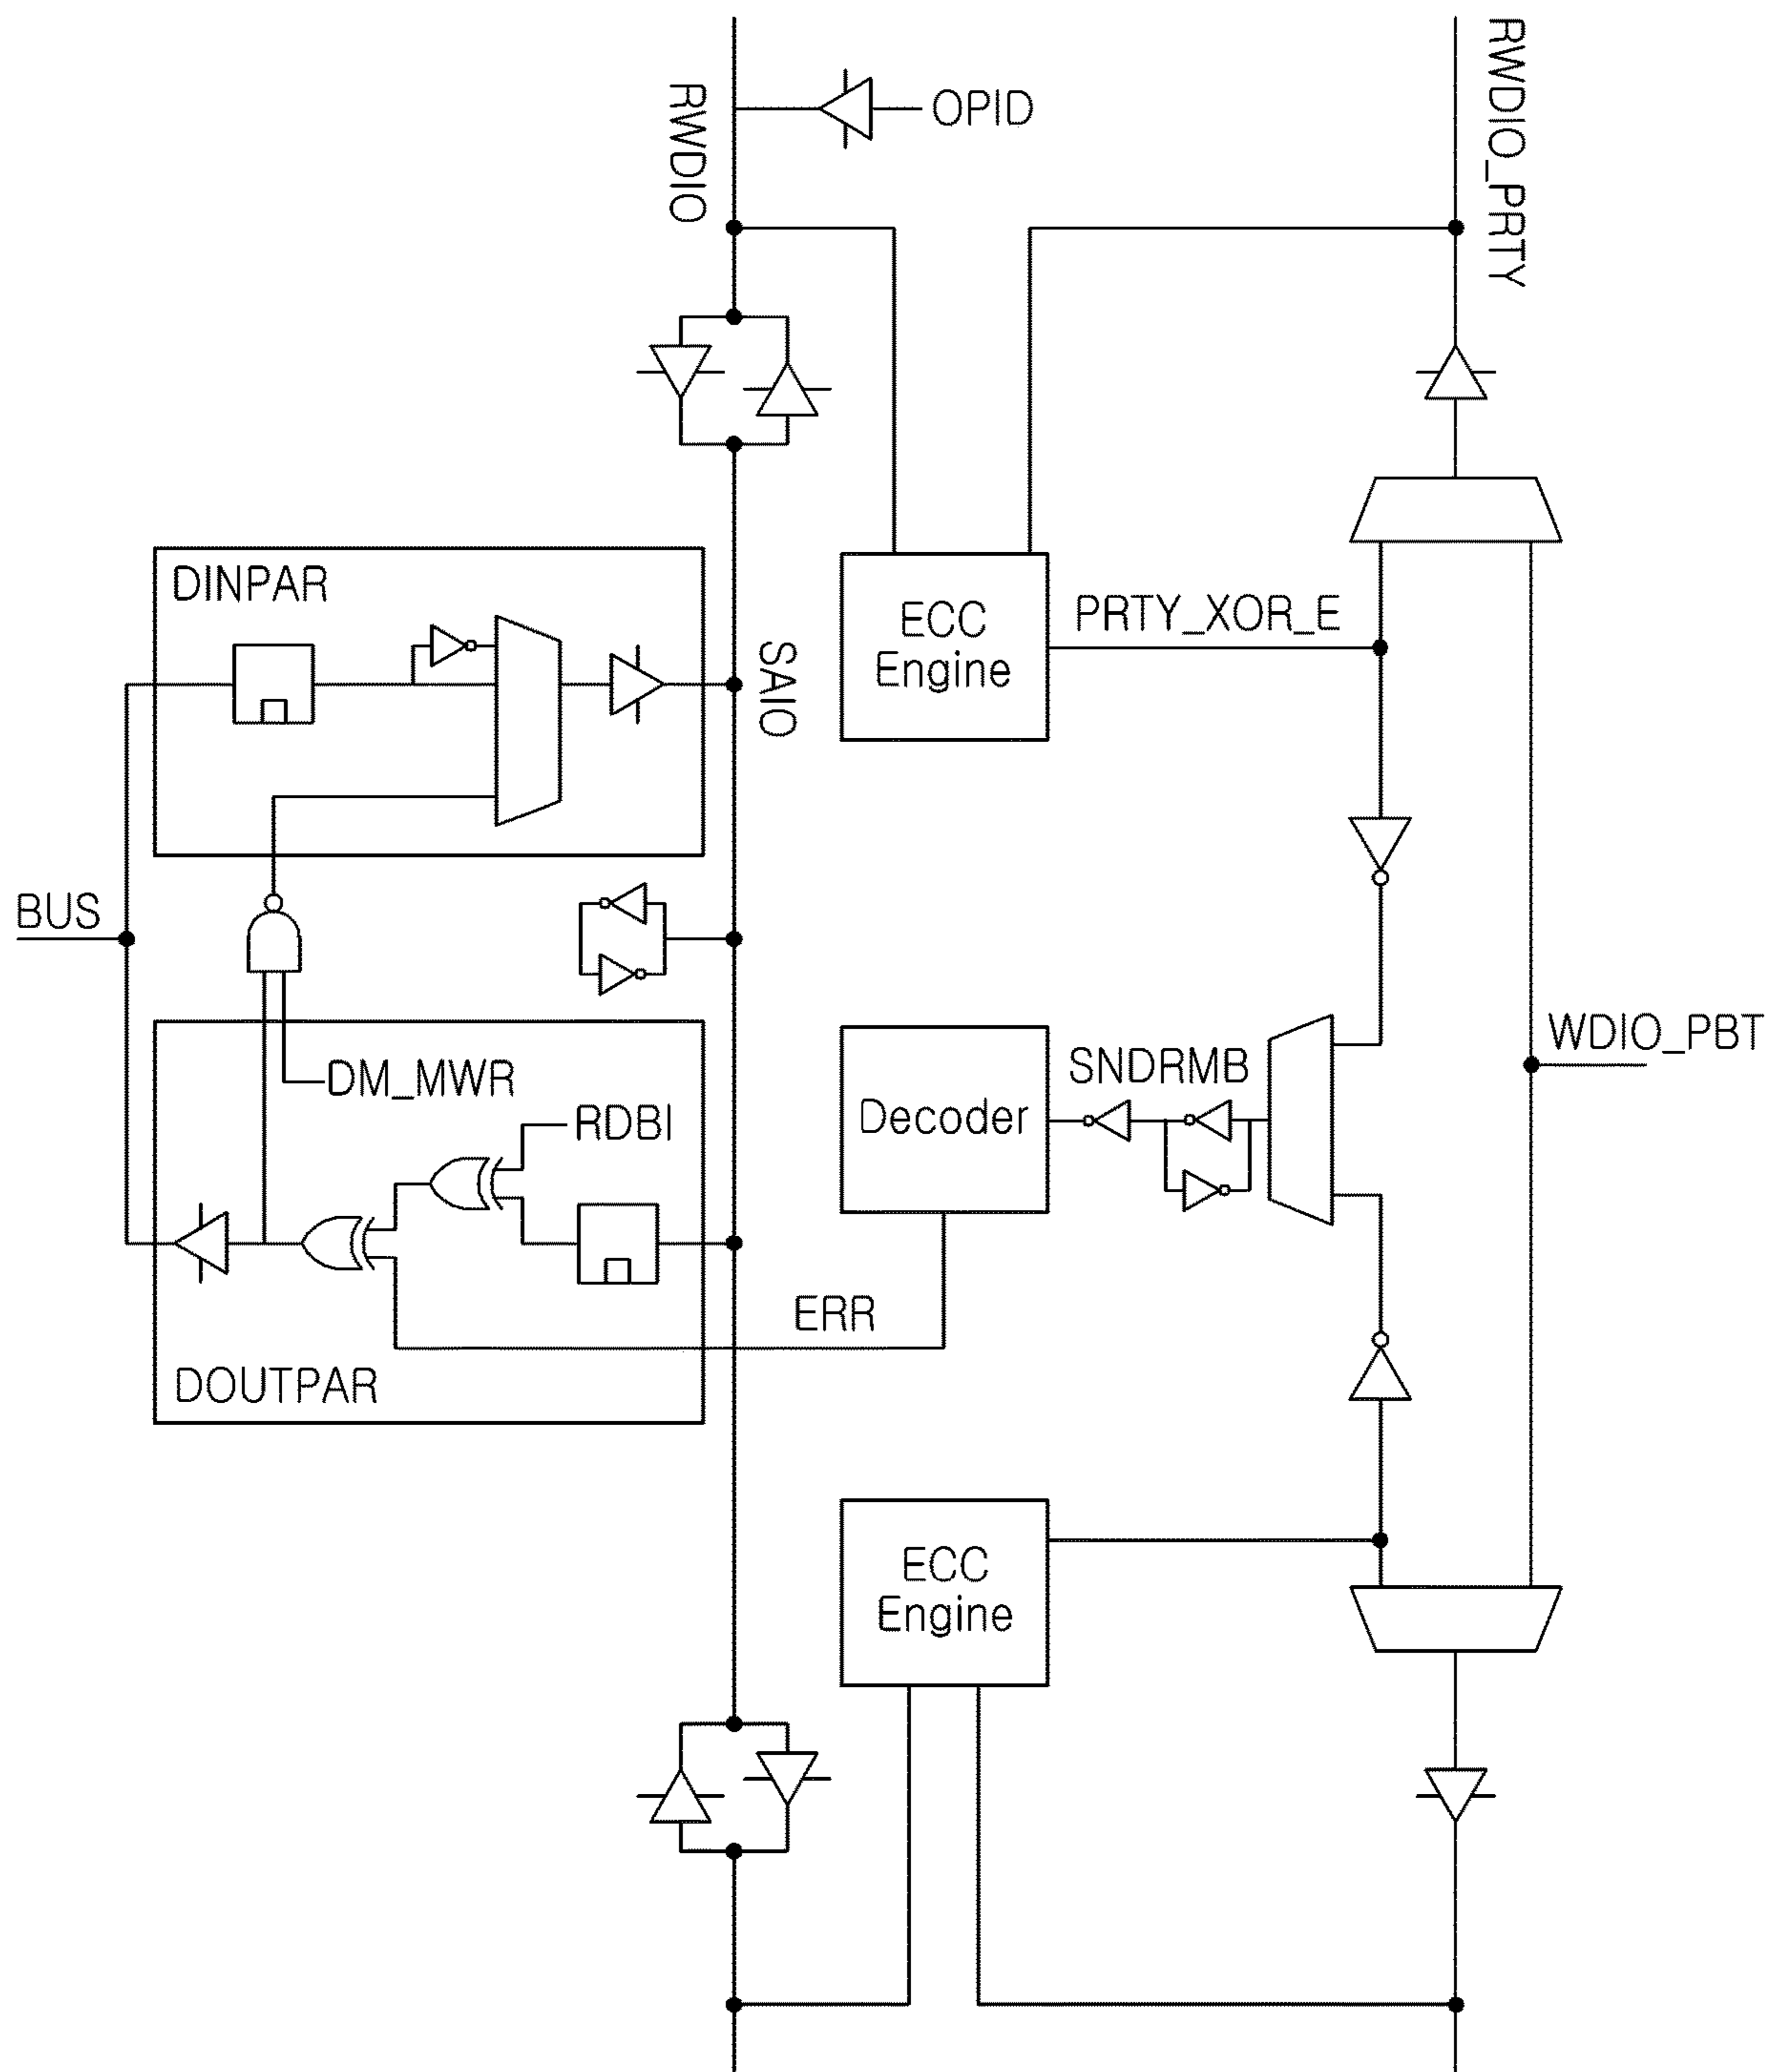 RWDIO
OPID
RWDIO_PRTY
DINPAR
ECC
Engine
PRTY_XOR_E
SAIO
BUS
DM_MWR
RDBI
Decoder
SNDRMB
WDIO_PBT
ERR
DOUTPAR
ECC
Engine